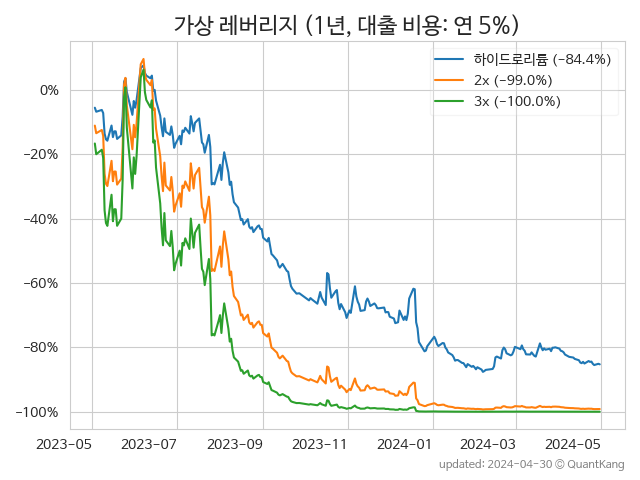 가상 레버리지 (1년, 대출 비용: 연 5%)
하이드로리튬 (−84.4%)
2x (−99.0%)
3x (−100.0%)
0%
−20%
−40%
−60%
−80%
−100%
2023-05 2023-07 2023-09 2023-11 2024-01 2024-03 2024-05
updated: 2024-04-30 © QuantKang